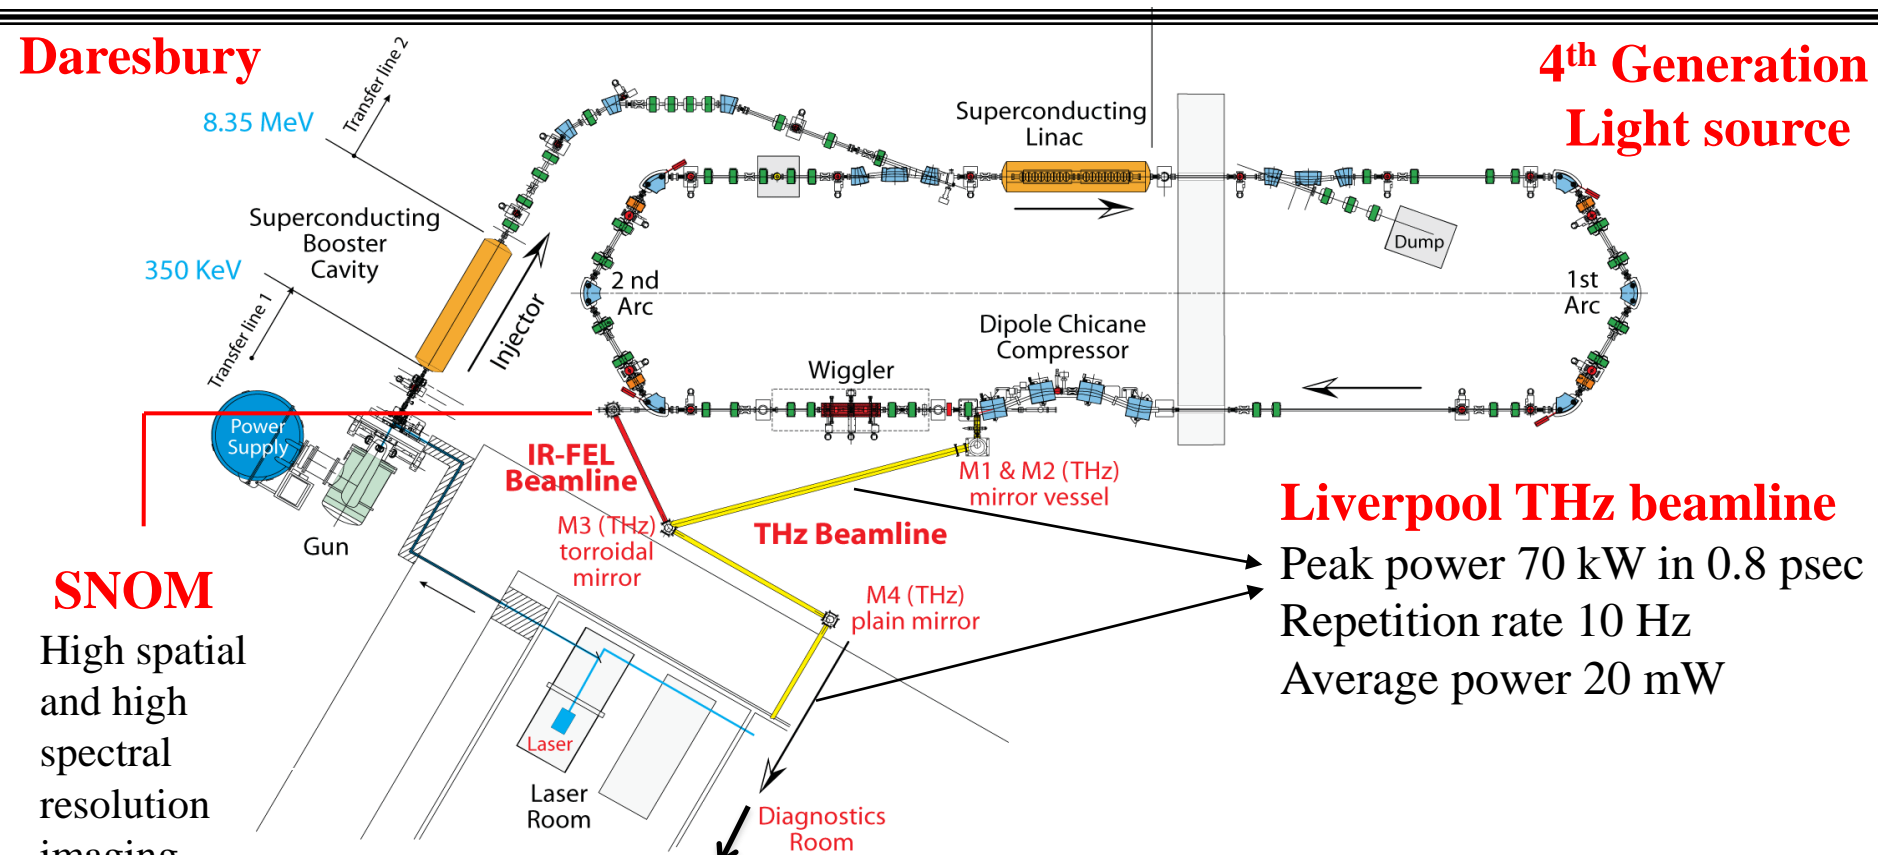 Daresbury
4th Generation
Light source
Transfer line 2
8.35 MeV
Superconducting
Linac
Superconducting
Booster
Cavity
350 KeV
Transfer line 1
Injector
Dump
2 nd
Arc
1st
Arc
Dipole Chicane
Compressor
Wiggler
Power
Supply
Gun
IR-FEL
Beamline
M1 & M2 (THz)
mirror vessel
M3 (THz)
torroidal
mirror
THz Beamline
M4 (THz)
plain mirror
Liverpool THz beamline
Peak power 70 kW in 0.8 psec
Repetition rate 10 Hz
Average power 20 mW
SNOM
High spatial
and high
spectral
resolution
imaging
Laser
Laser
Room
Diagnostics
Room